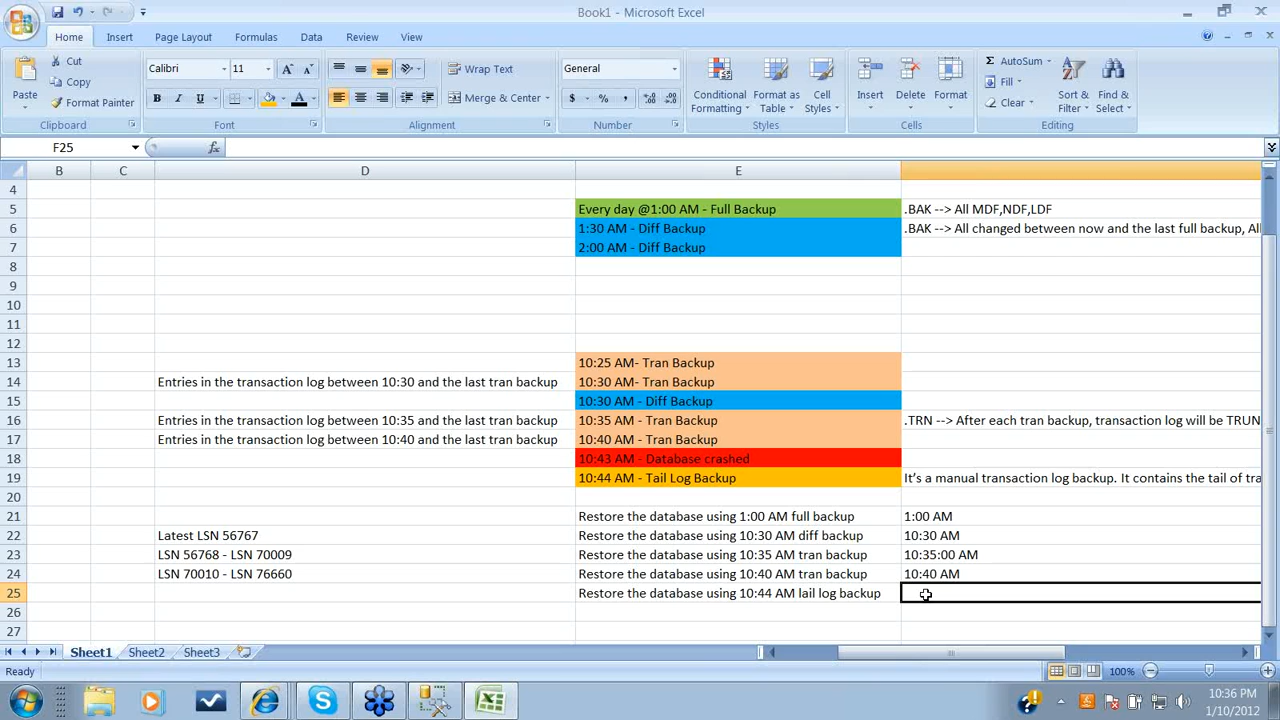 Book1 - Microsoft Excel
Home Insert Page Layout Formulas Data Review View
Cut
Copy
Format Painter
Paste
Clipboard
Calibri 11
B I U A
Font
Wrap Text
Merge & Center
Alignment
General
$ % ,
Number
Conditional Formatting
Format as Table
Cell Styles
Styles
Insert Delete Format
Cells
AutoSum
Fill
Clear
Sort & Filter
Find & Select
Editing
F25 fx
B C D E
4
5 Every day @1:00 AM - Full Backup .BAK --> All MDF,NDF,LDF
6 1:30 AM - Diff Backup .BAK --> All changed between now and the last full backup, All
7 2:00 AM - Diff Backup
8
9
10
11
12
13 10:25 AM- Tran Backup
14 Entries in the transaction log between 10:30 and the last tran backup 10:30 AM- Tran Backup
15 10:30 AM - Diff Backup
16 Entries in the transaction log between 10:35 and the last tran backup 10:35 AM - Tran Backup .TRN --> After each tran backup, transaction log will be TRUN
17 Entries in the transaction log between 10:40 and the last tran backup 10:40 AM - Tran Backup
18 10:43 AM - Database crashed
19 10:44 AM - Tail Log Backup It's a manual transaction log backup. It contains the tail of tra
20
21 Restore the database using 1:00 AM full backup 1:00 AM
22 Latest LSN 56767 Restore the database using 10:30 AM diff backup 10:30 AM
23 LSN 56768 - LSN 70009 Restore the database using 10:35 AM tran backup 10:35:00 AM
24 LSN 70010 - LSN 76660 Restore the database using 10:40 AM tran backup 10:40 AM
25 Restore the database using 10:44 AM lail log backup
26
27
Sheet1 Sheet2 Sheet3
Ready 100%
10:36 PM
1/10/2012